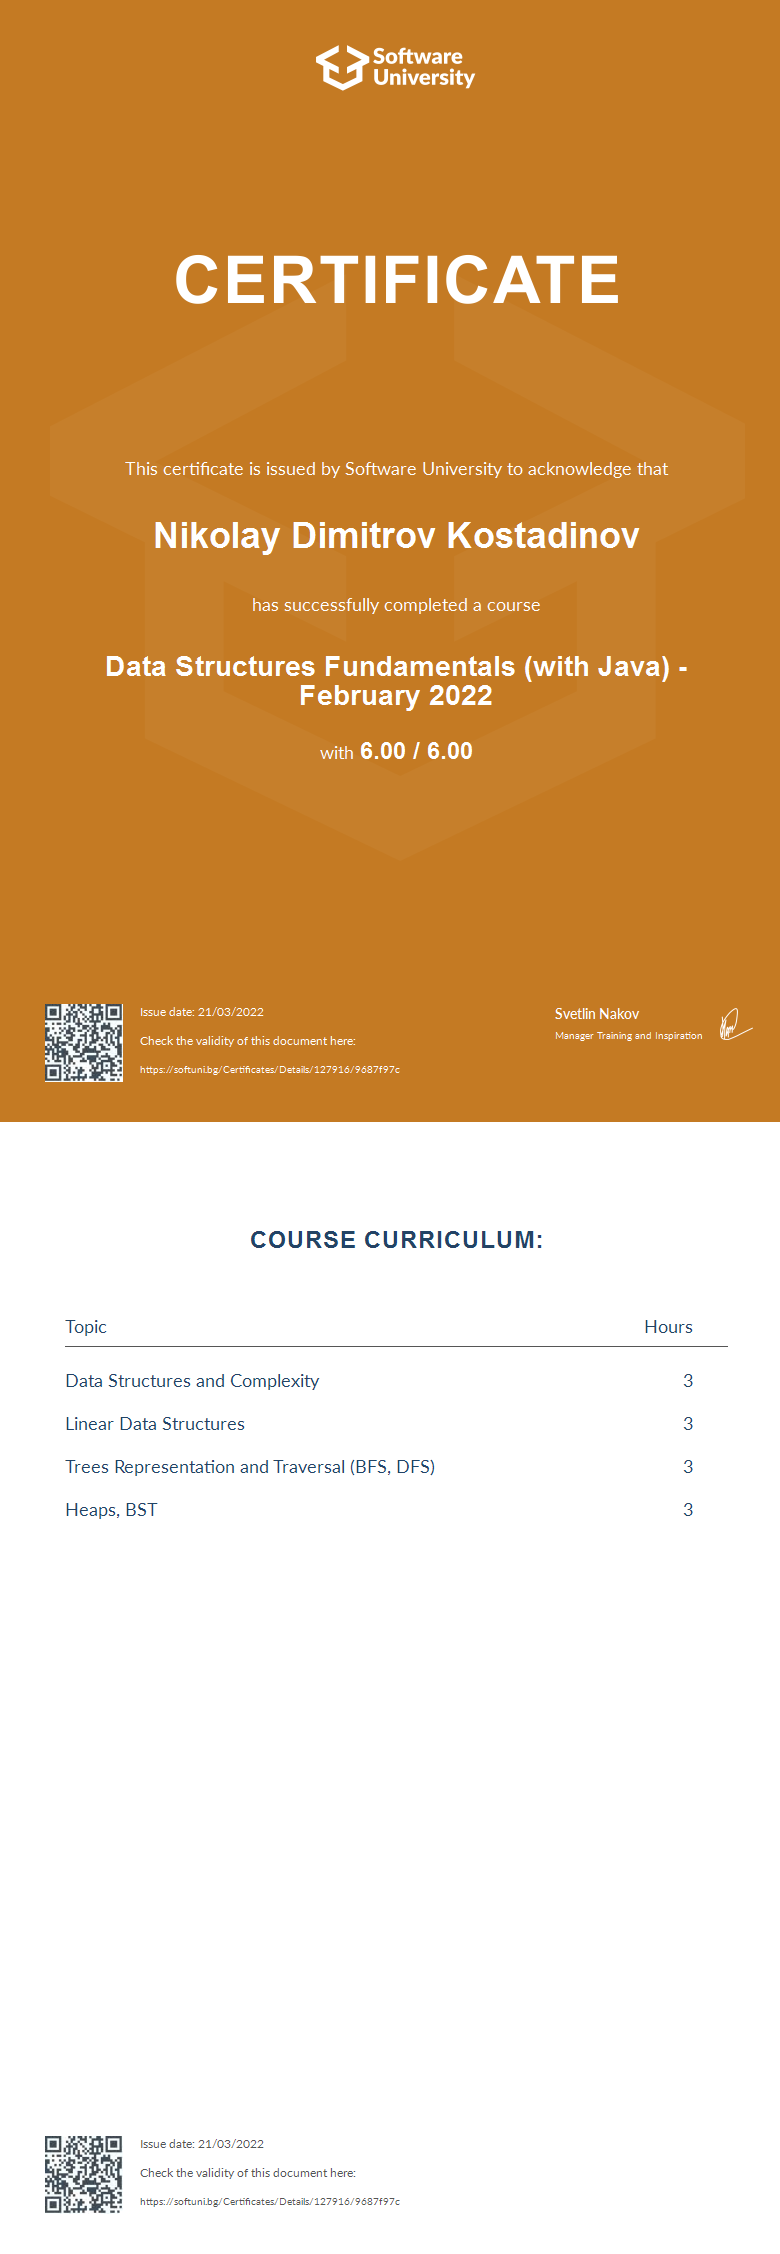 Software
University
CERTIFICATE
This certificate is issued by Software University to acknowledge that
Nikolay Dimitrov Kostadinov
has successfully completed a course
Data Structures Fundamentals (with Java) -
February 2022
with 6.00 / 6.00
Issue date: 21/03/2022
Check the validity of this document here:
https://softuni.bg/Certificates/Details/127916/9687f97c
Svetlin Nakov
Manager Training and Inspiration
COURSE CURRICULUM:
Topic Hours
Data Structures and Complexity 3
Linear Data Structures 3
Trees Representation and Traversal (BFS, DFS) 3
Heaps, BST 3
Issue date: 21/03/2022
Check the validity of this document here:
https://softuni.bg/Certificates/Details/127916/9687f97c